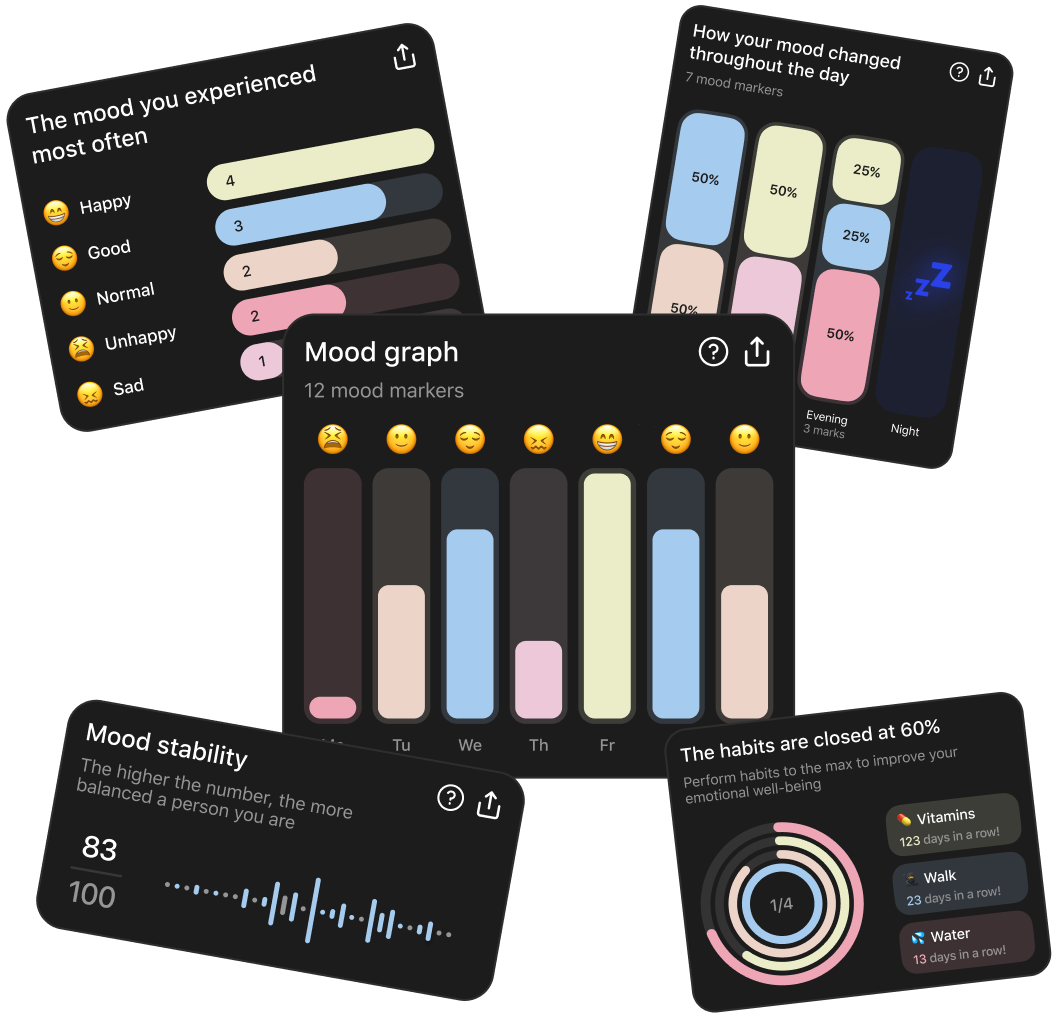 The mood you experienced
most often
Happy
4
Good
3
Normal
2
Unhappy
2
Sad
1
How your mood changed
throughout the day
7 mood markers
50%
50%
25%
25%
50%
50%
Evening
3 marks
Night
zzZ
Mood graph
12 mood markers
Tu
We
Th
Fr
Mood stability
The higher the number, the more
balanced a person you are
83
100
The habits are closed at 60%
Perform habits to the max to improve your
emotional well-being
1/4
Vitamins
123 days in a row!
Walk
23 days in a row!
Water
13 days in a row!